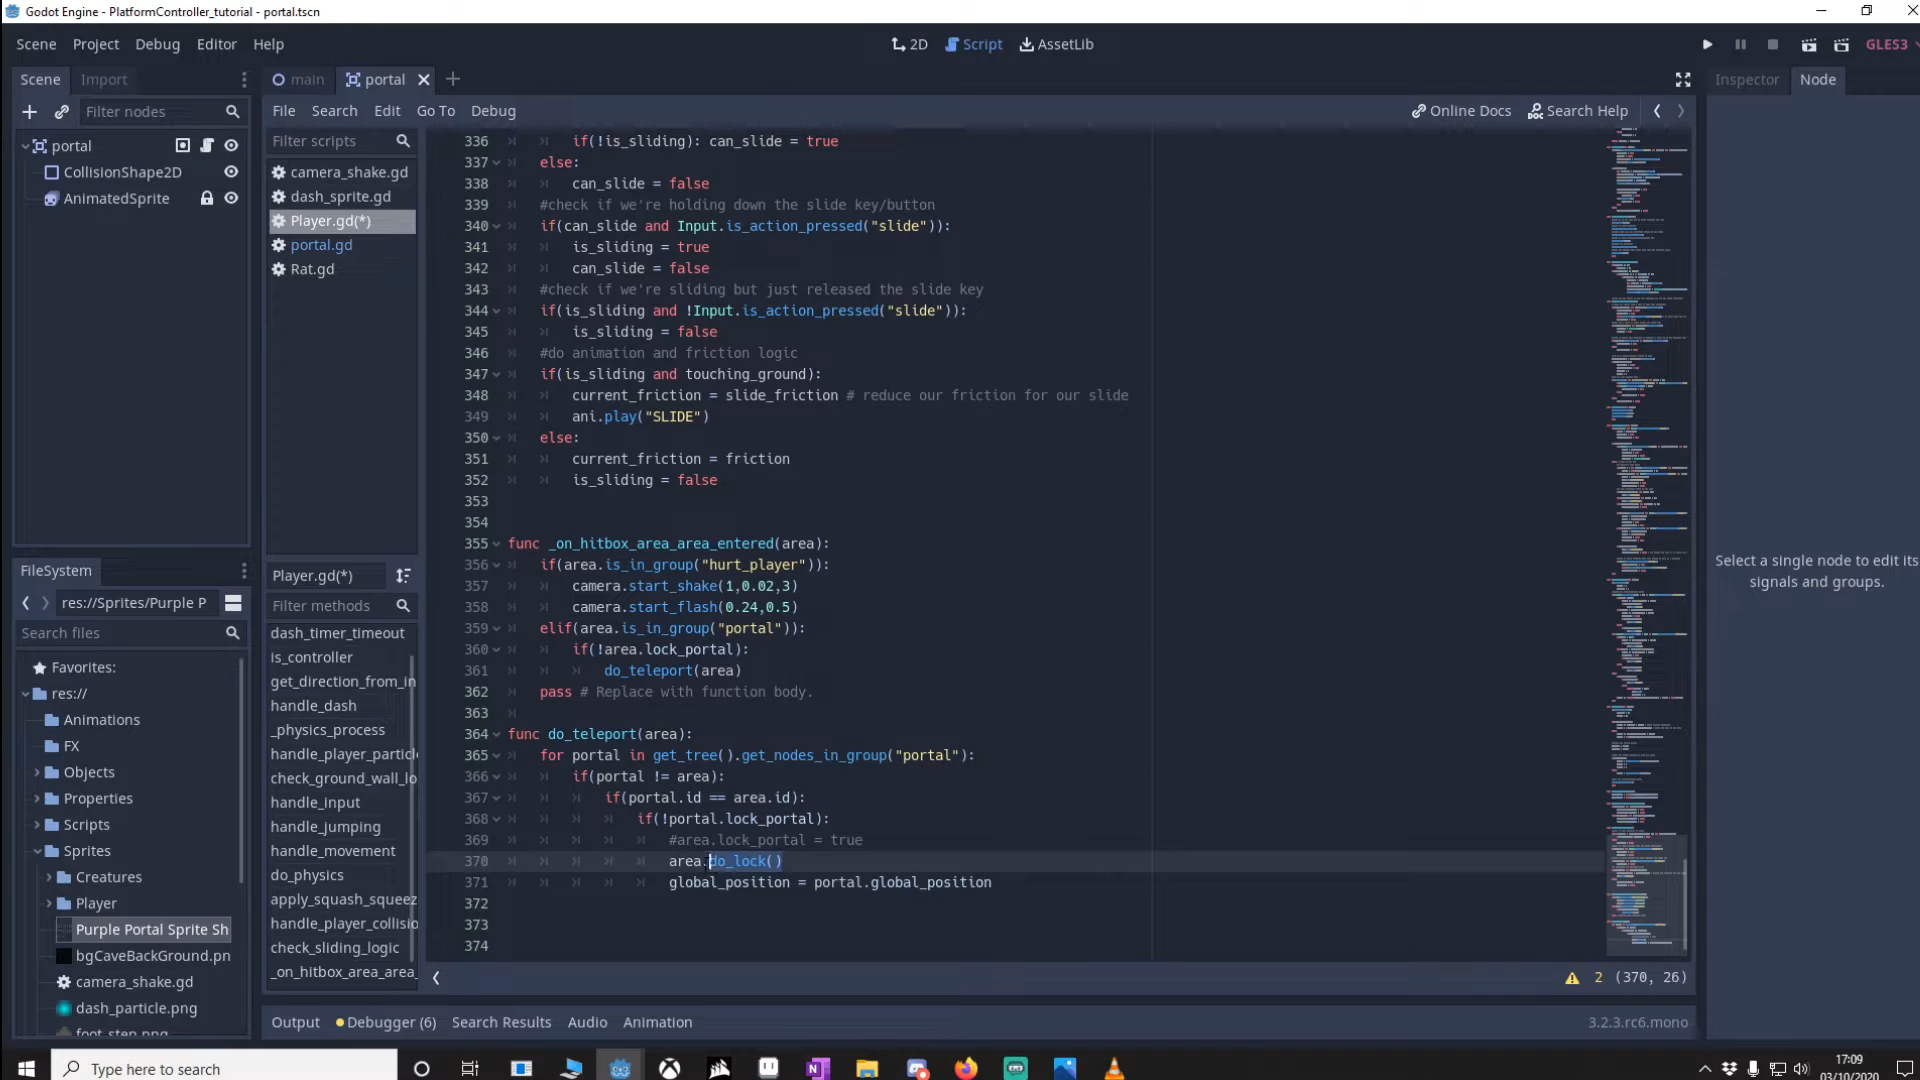 Godot Engine - PlatformController_tutorial - portal.tscn
Scene Project Debug Editor Help
2D Script AssetLib
GLES3
Scene Import
main portal
Inspector Node
Filter nodes
File Search Edit Go To Debug
Online Docs Search Help
portal
CollisionShape2D
AnimatedSprite
Filter scripts
camera_shake.gd
dash_sprite.gd
Player.gd(*)
portal.gd
Rat.gd
336 if(!is_sliding): can_slide = true
337 else:
338 can_slide = false
339 #check if we're holding down the slide key/button
340 if(can_slide and Input.is_action_pressed("slide")):
341 is_sliding = true
342 can_slide = false
343 #check if we're sliding but just released the slide key
344 if(is_sliding and !Input.is_action_pressed("slide")):
345 is_sliding = false
346 #do animation and friction logic
347 if(is_sliding and touching_ground):
348 current_friction = slide_friction # reduce our friction for our slide
349 ani.play("SLIDE")
350 else:
351 current_friction = friction
352 is_sliding = false
353
354
355 func _on_hitbox_area_area_entered(area):
356 if(area.is_in_group("hurt_player")):
357 camera.start_shake(1,0.02,3)
358 camera.start_flash(0.24,0.5)
359 elif(area.is_in_group("portal")):
360 if(!area.lock_portal):
361 do_teleport(area)
362 pass # Replace with function body.
363
364 func do_teleport(area):
365 for portal in get_tree().get_nodes_in_group("portal"):
366 if(portal != area):
367 if(portal.id == area.id):
368 if(!portal.lock_portal):
369 #area.lock_portal = true
370 area.do_lock()
371 global_position = portal.global_position
372
373
374
2 (370, 26)
Select a single node to edit its
signals and groups.
FileSystem
res://Sprites/Purple P
Search files
Favorites:
res://
Animations
FX
Objects
Properties
Scripts
Sprites
Creatures
Player
Purple Portal Sprite Sh
bgCaveBackGround.pn
camera_shake.gd
dash_particle.png
foot_step.png
Player.gd(*)
Filter methods
dash_timer_timeout
is_controller
get_direction_from_in
handle_dash
_physics_process
handle_player_particl
check_ground_wall_lo
handle_input
handle_jumping
handle_movement
do_physics
apply_squash_squeez
handle_player_collisio
check_sliding_logic
_on_hitbox_area_area_
Output Debugger (6) Search Results Audio Animation
3.2.3.rc6.mono
Type here to search
17:09
03/10/2020